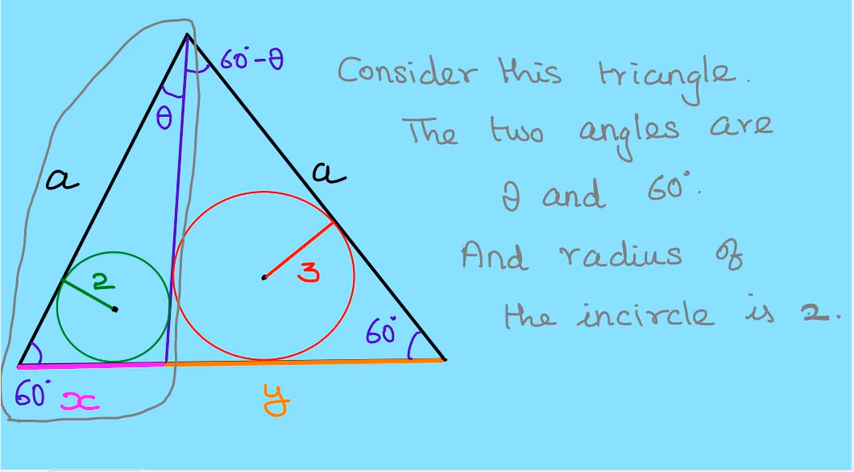 60°-θ
Consider this triangle.
θ
The two angles are
a
a
θ and 60°.
2
3
And radius of
60°
the incircle is 2.
60°
x
y